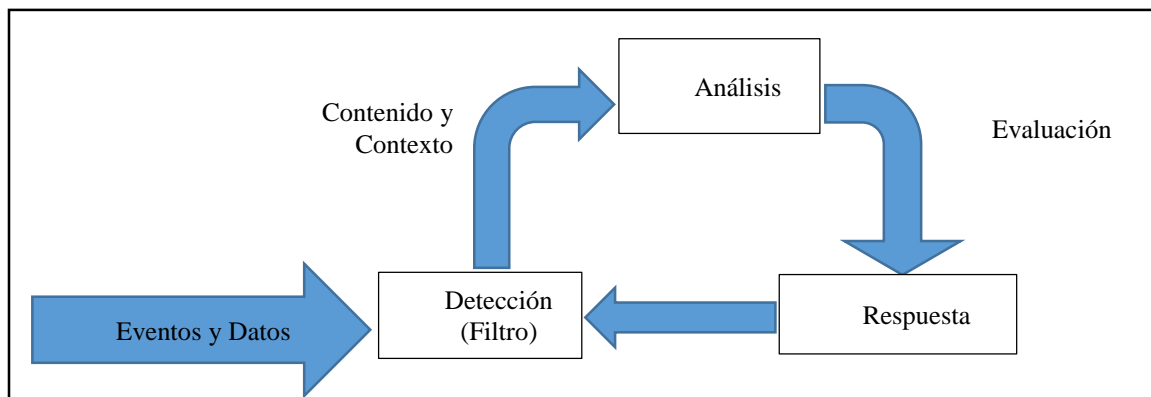 Análisis
Contenido y
Contexto
Evaluación
Detección
(Filtro)
Respuesta
Eventos y Datos